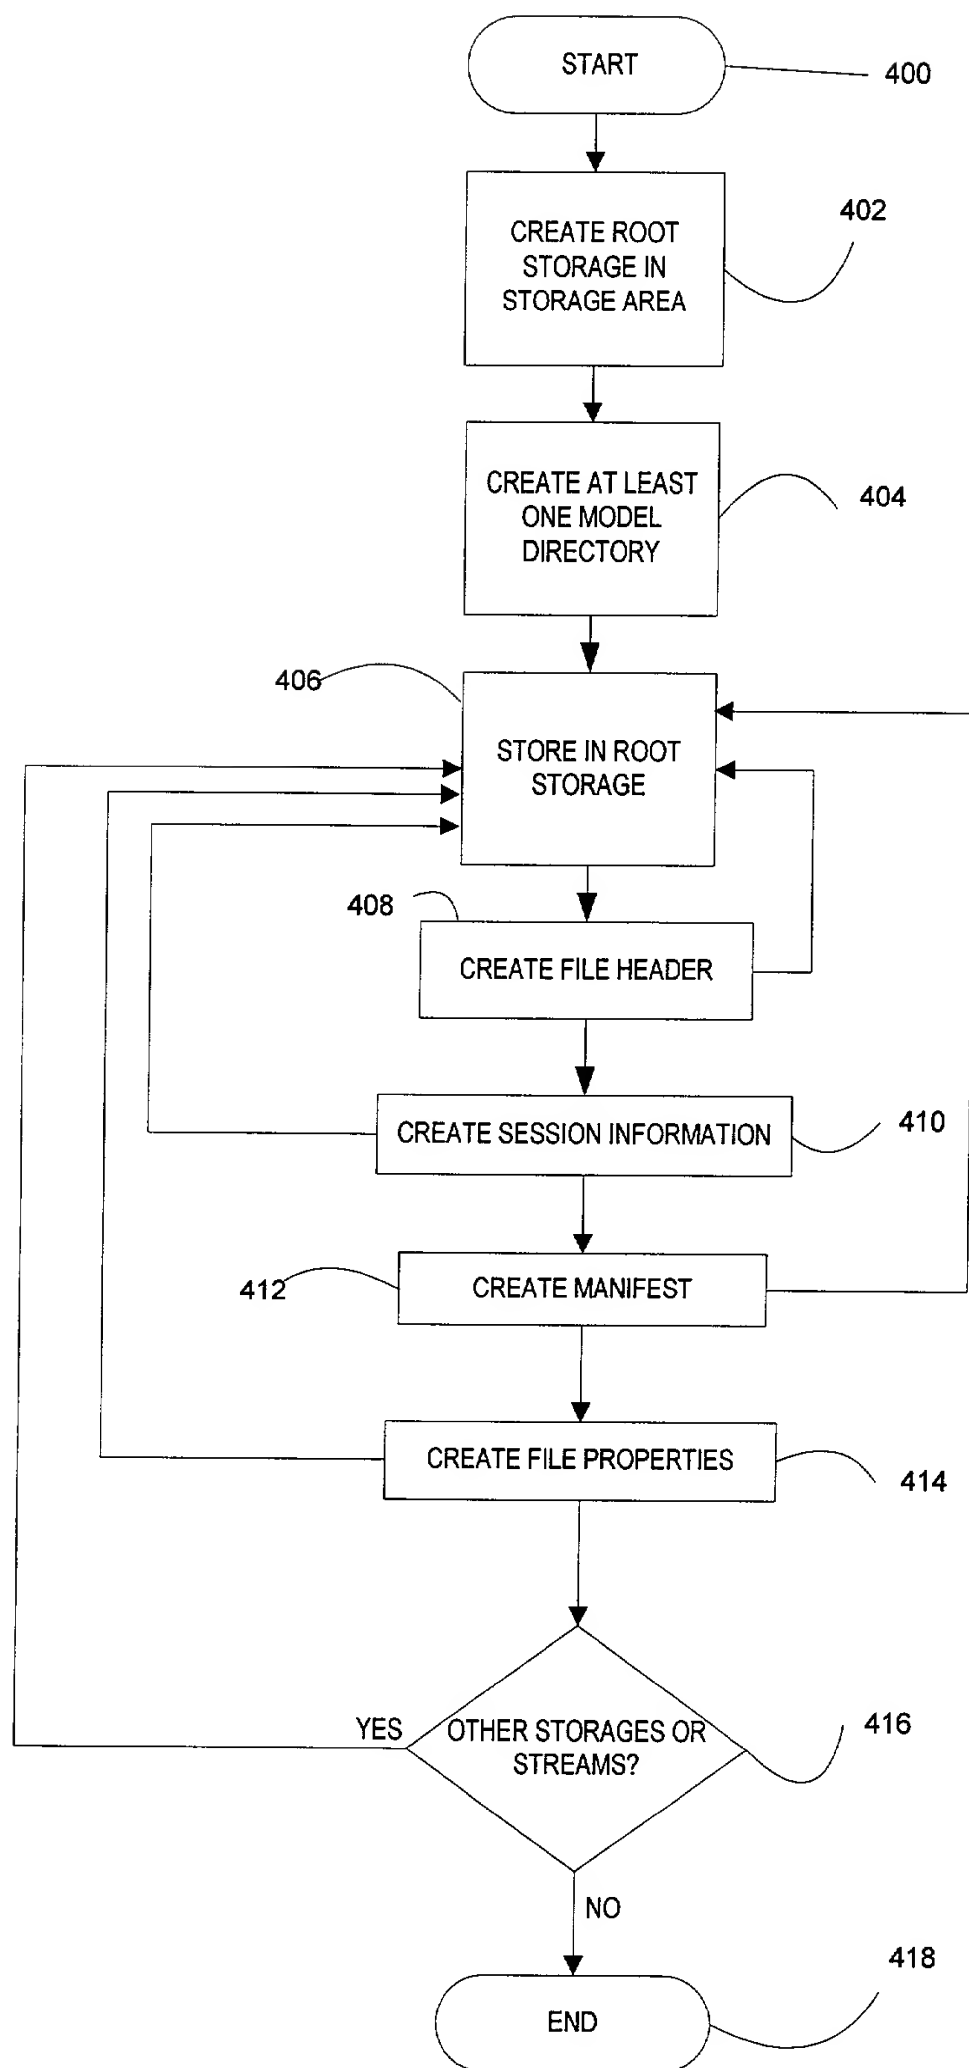 START
400
CREATE ROOT
STORAGE IN
STORAGE AREA
402
CREATE AT LEAST
ONE MODEL
DIRECTORY
404
406
STORE IN ROOT
STORAGE
408
CREATE FILE HEADER
CREATE SESSION INFORMATION
410
412
CREATE MANIFEST
CREATE FILE PROPERTIES
414
YES
OTHER STORAGES OR
STREAMS?
416
NO
418
END